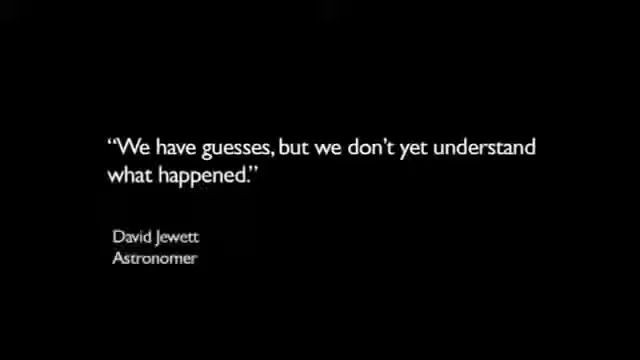 “We have guesses, but we don’t yet understand
what happened.”
David Jewett
Astronomer